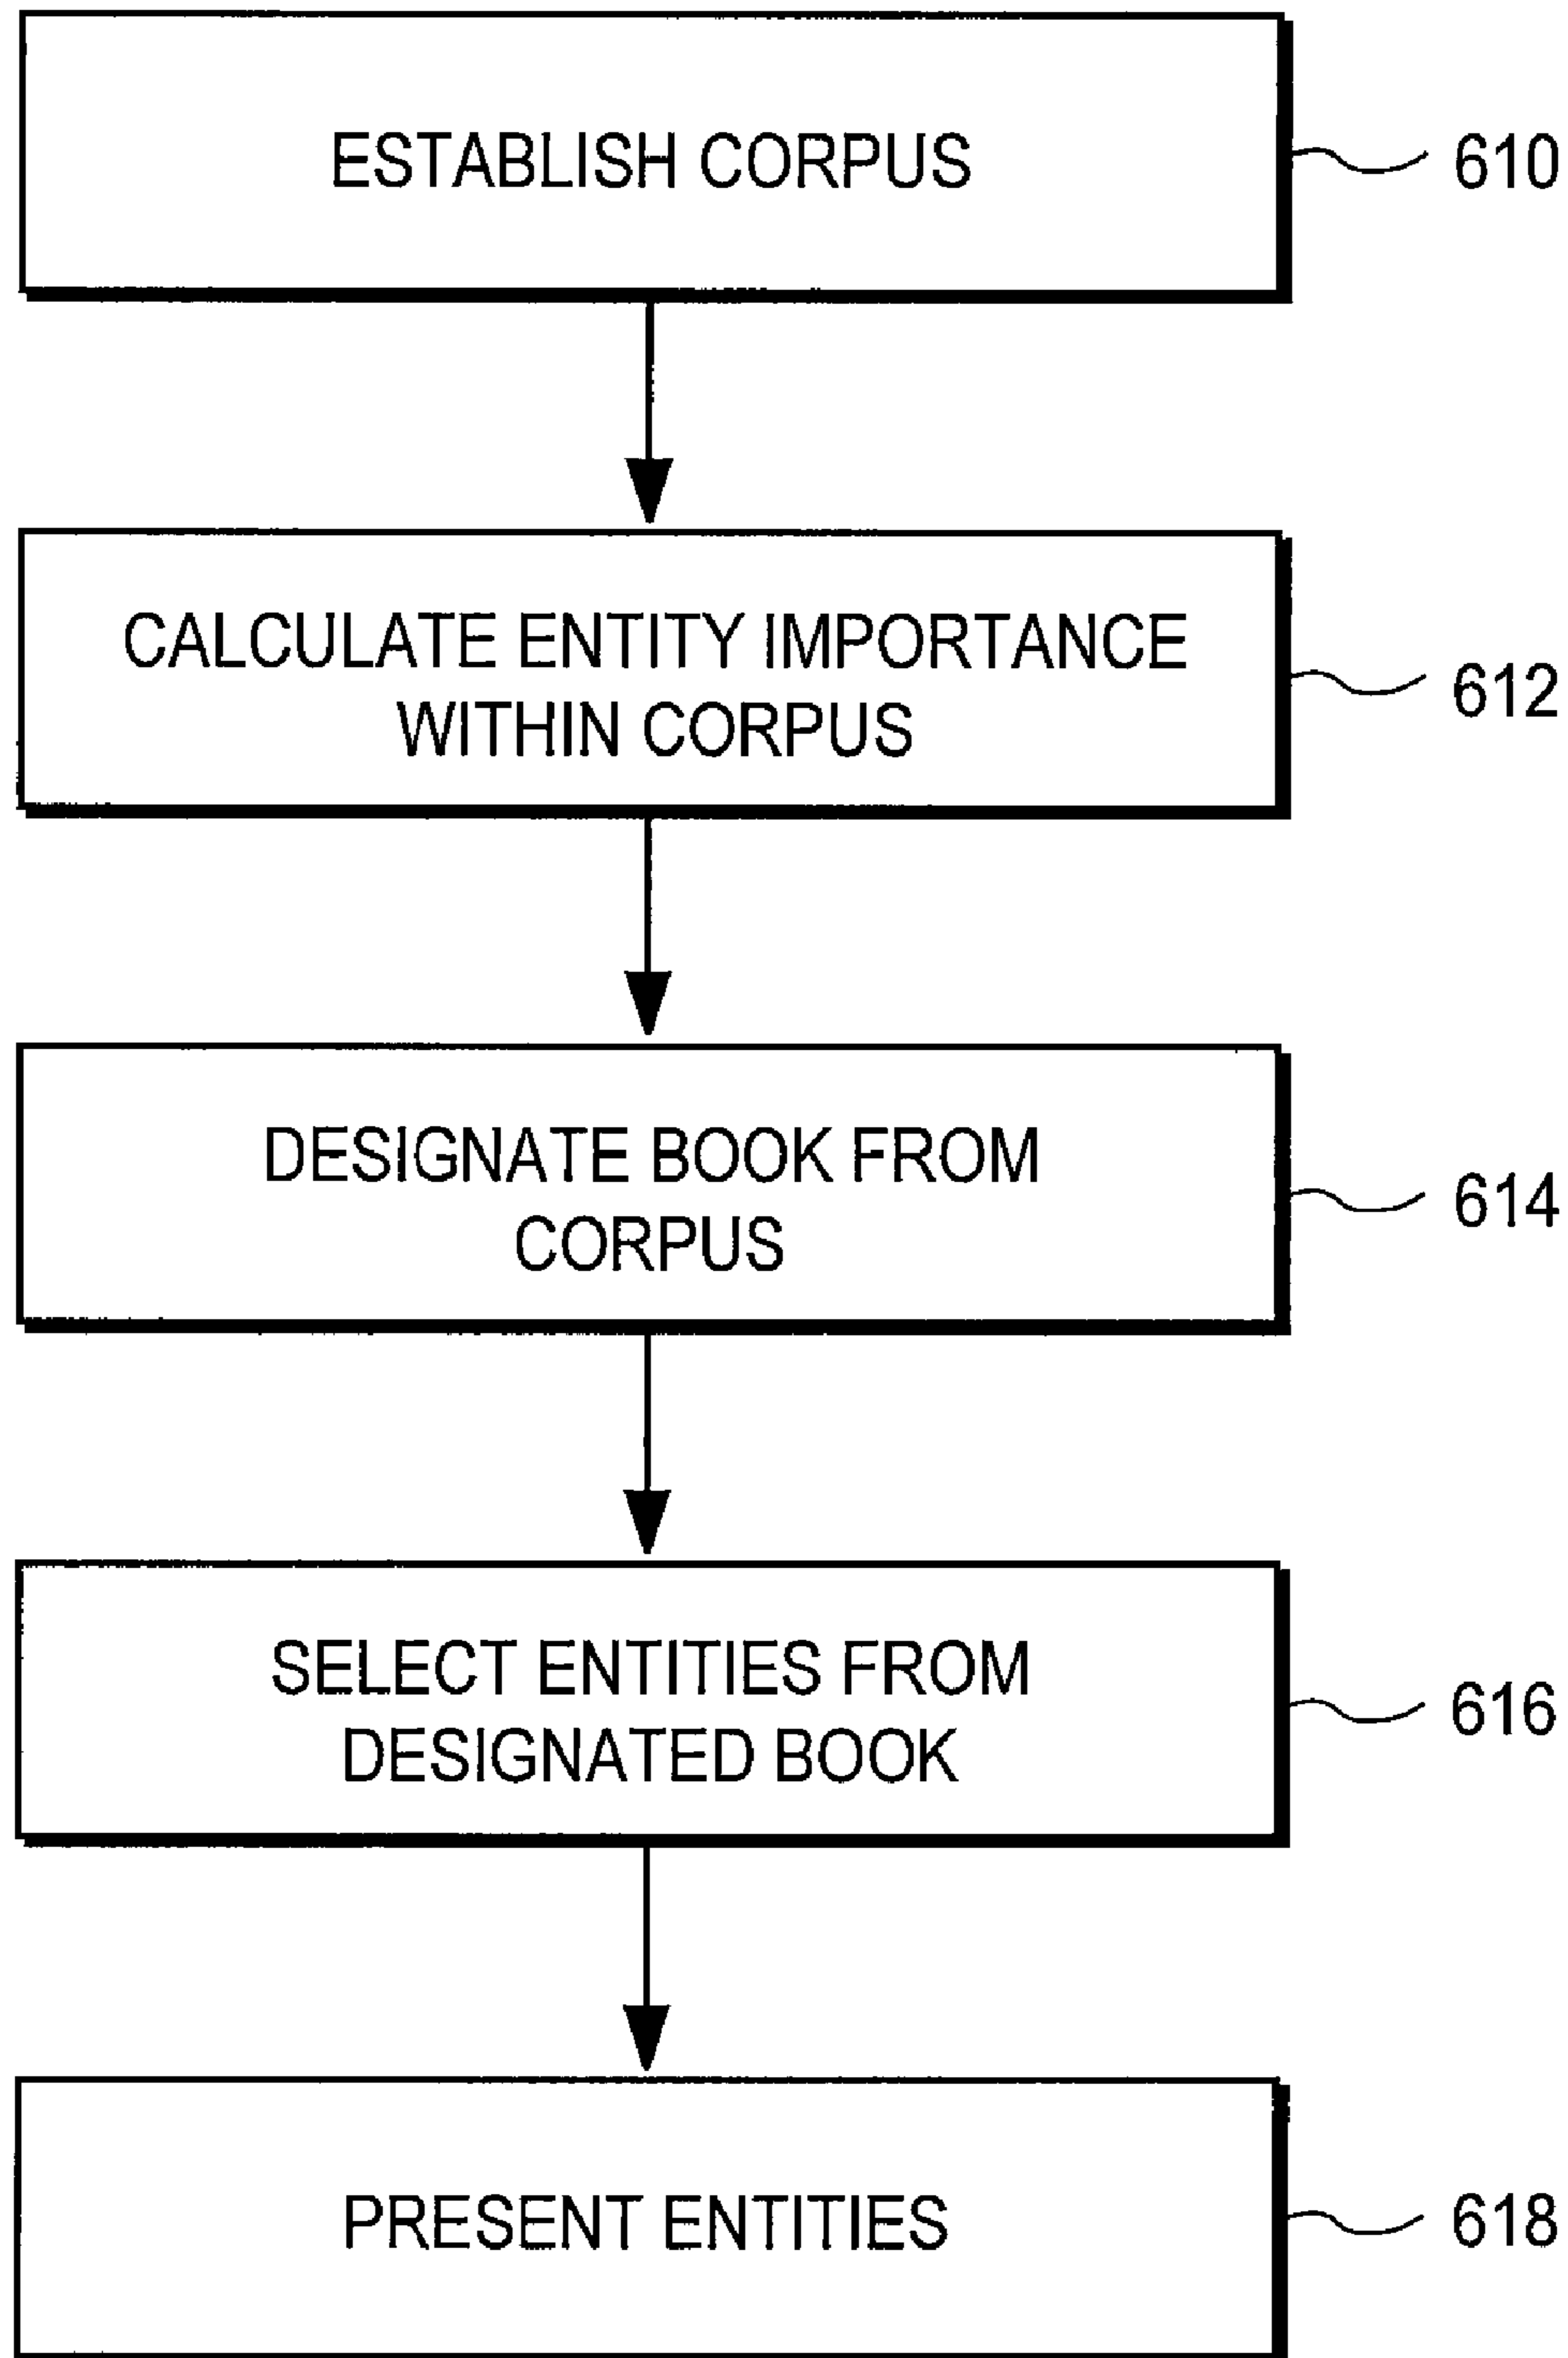 ESTABLISH CORPUS
610
CALCULATE ENTITY IMPORTANCE
WITHIN CORPUS
612
DESIGNATE BOOK FROM
CORPUS
614
SELECT ENTITIES FROM
DESIGNATED BOOK
616
PRESENT ENTITIES
618